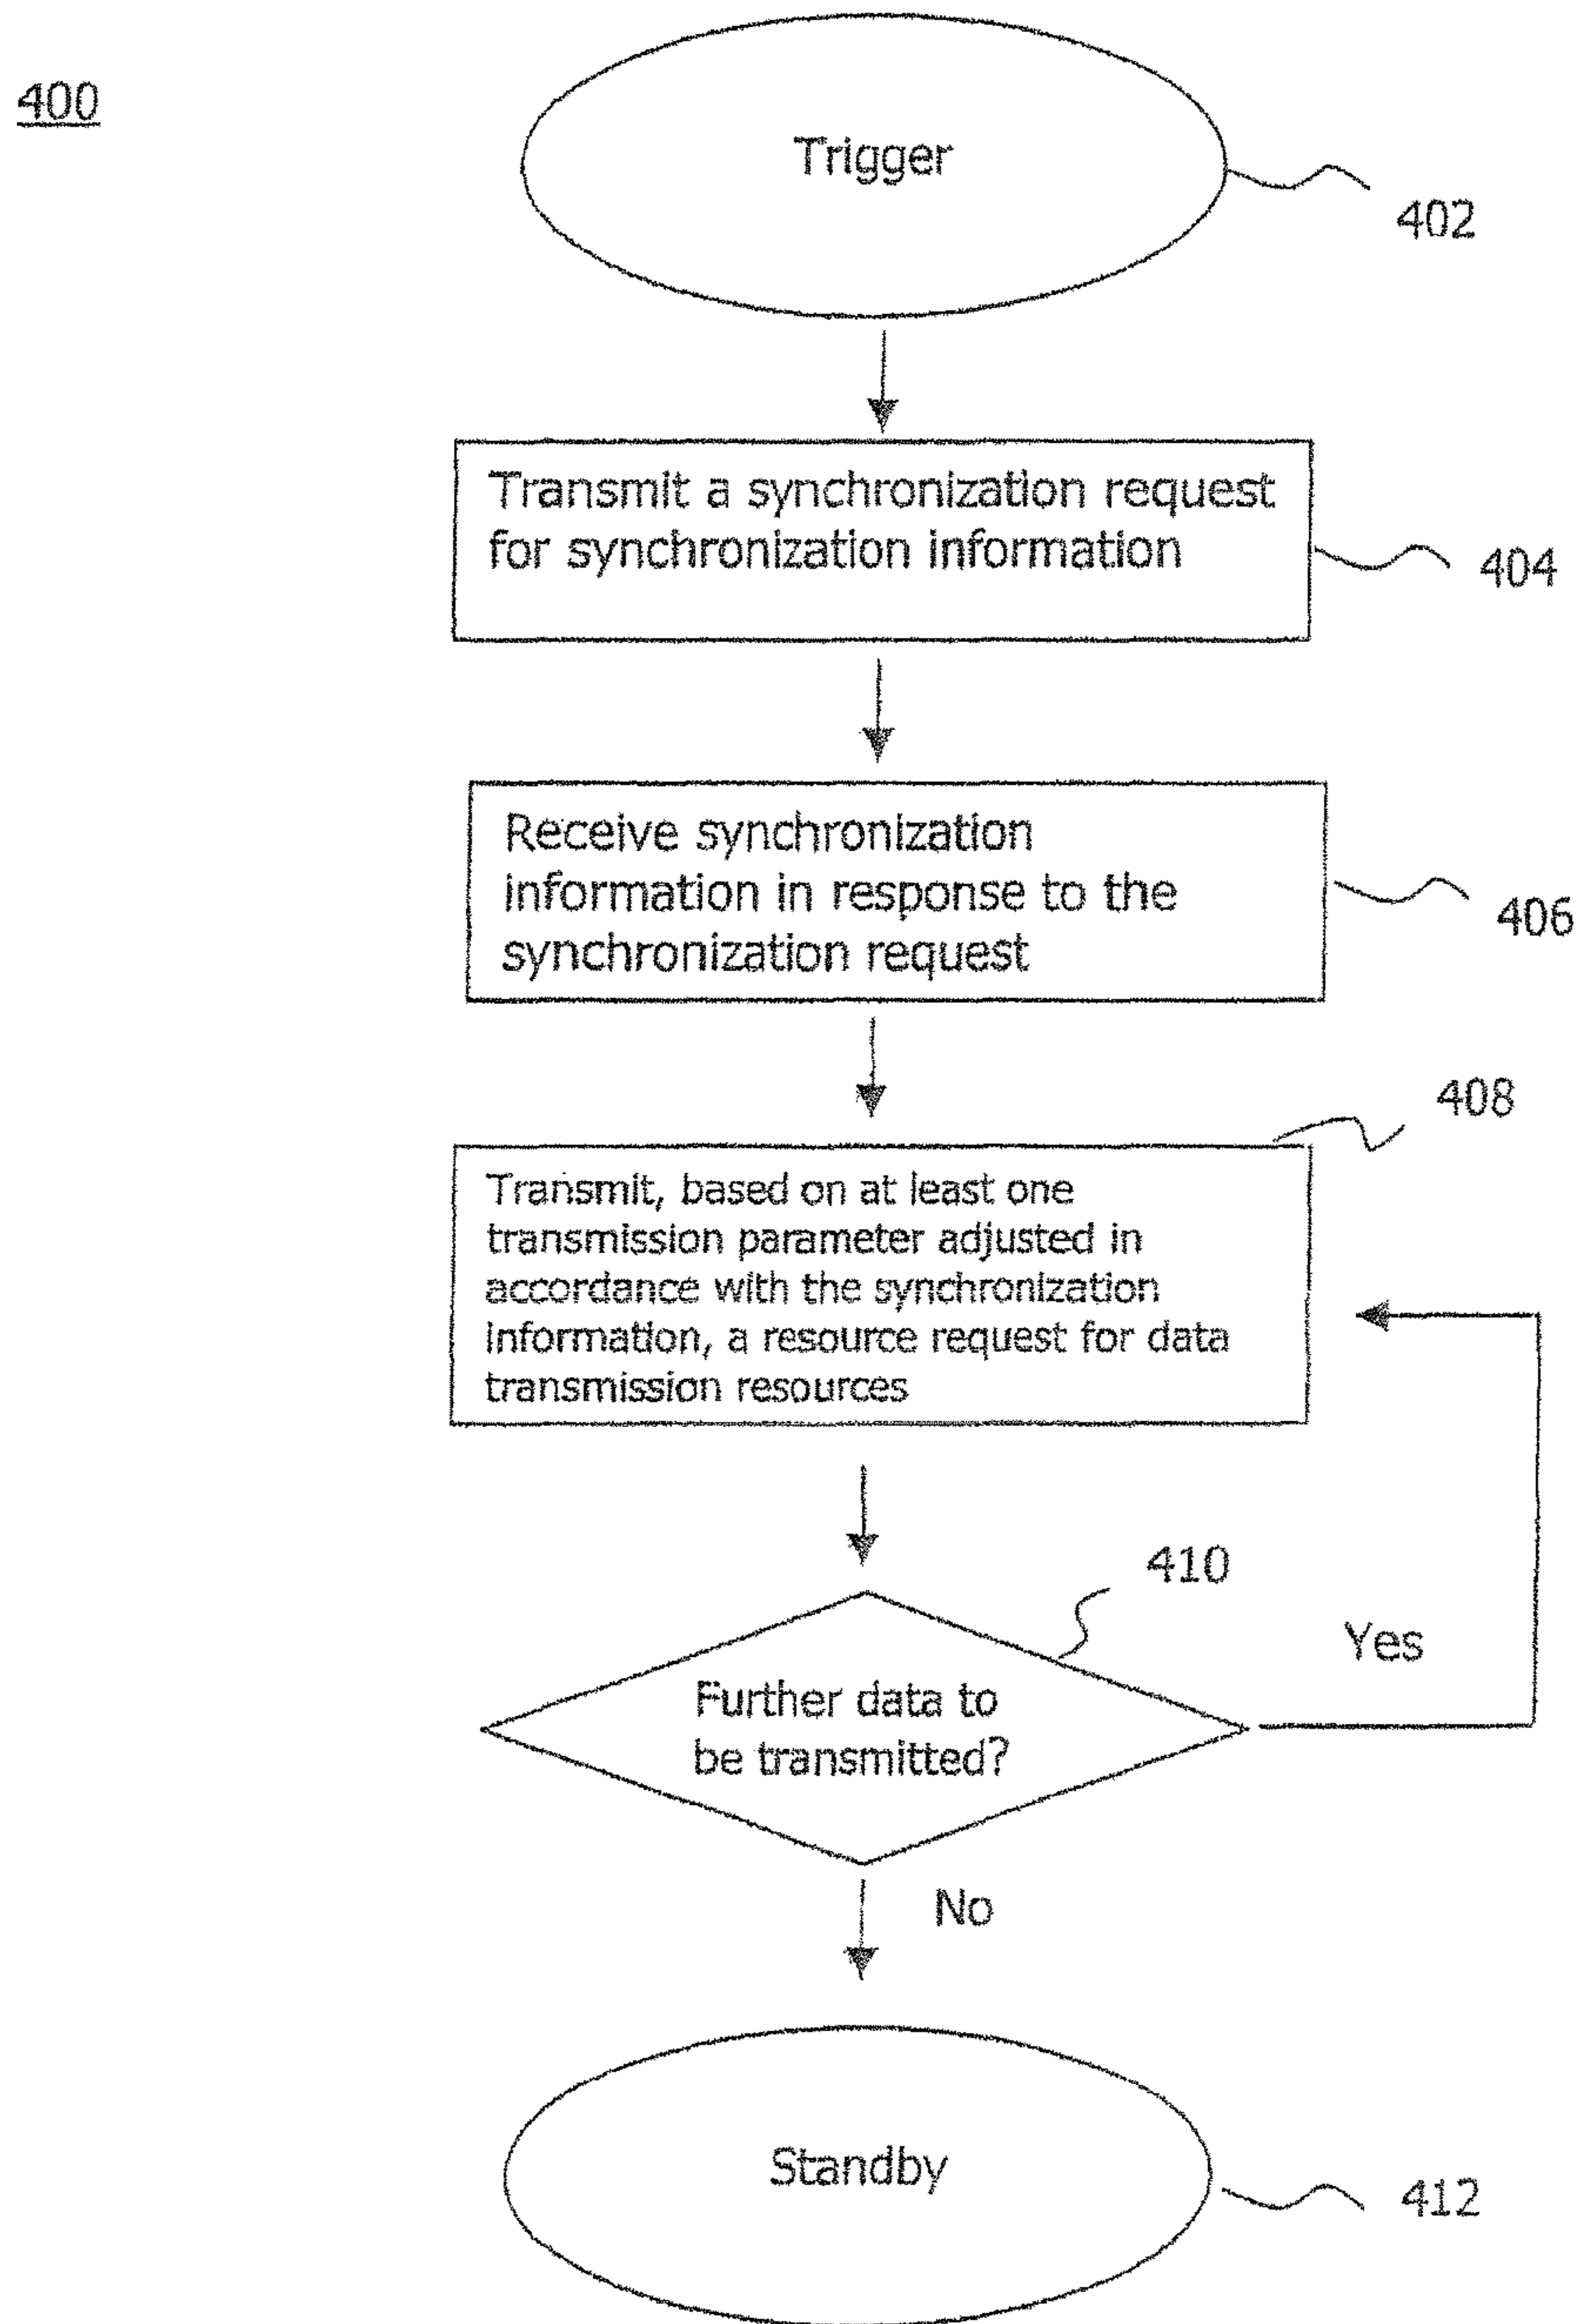 400
Trigger
402
Transmit a synchronization request
for synchronization information
404
Receive synchronization
information in response to the
synchronization request
406
408
Transmit, based on at least one
transmission parameter adjusted in
accordance with the synchronization
information, a resource request for data
transmission resources
410
Yes
Further data to
be transmitted?
No
Standby
412